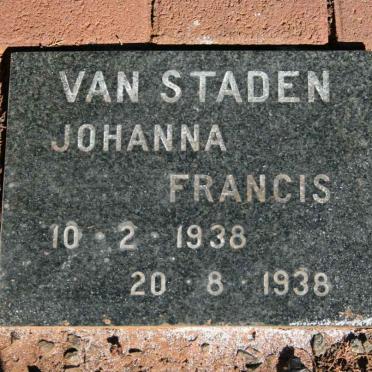 VAN STADEN
JOHANNA
FRANCIS
10 · 2 · 1938
20 · 8 · 1938